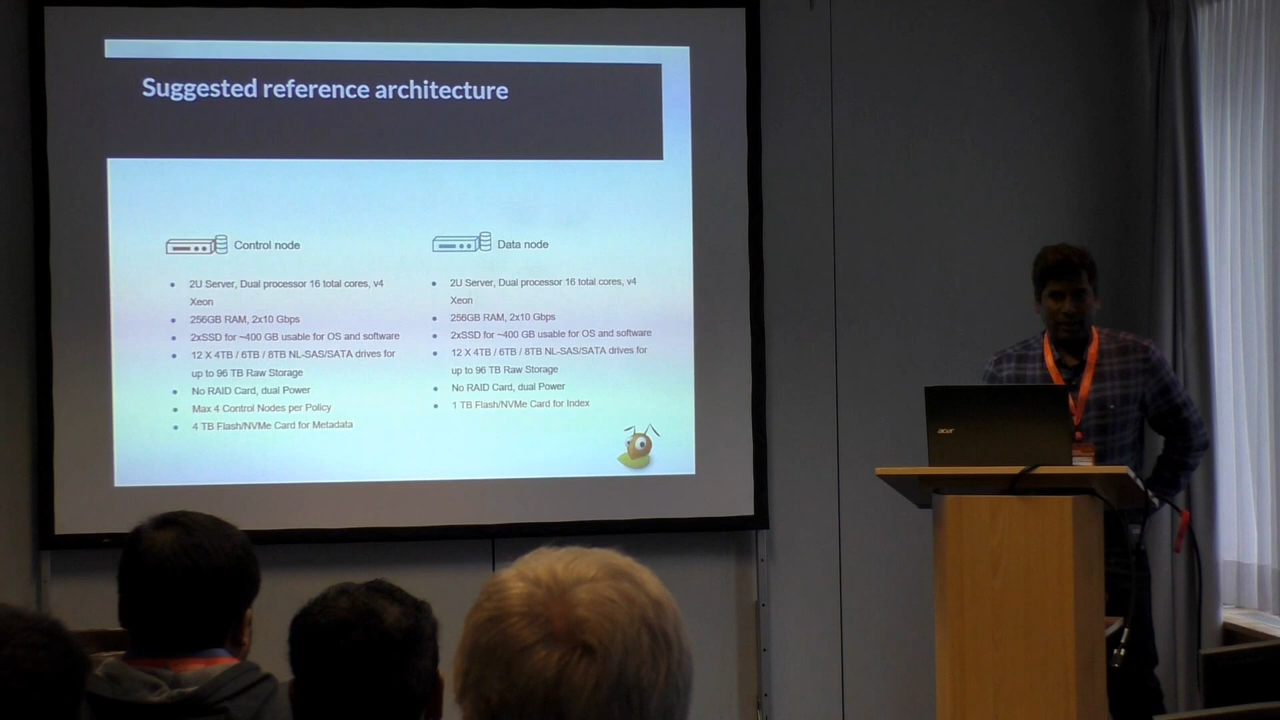 Suggested reference architecture
Control node
2U Server, Dual processor 16 total cores, v4
Xeon
256GB RAM, 2x10 Gbps
2xSSD for ~400 GB usable for OS and software
12 X 4TB / 6TB / 8TB NL-SAS/SATA drives for
up to 96 TB Raw Storage
No RAID Card, dual Power
Max 4 Control Nodes per Policy
4 TB Flash/NVMe Card for Metadata
Data node
2U Server, Dual processor 16 total cores, v4
Xeon
256GB RAM, 2x10 Gbps
2xSSD for ~400 GB usable for OS and software
12 X 4TB / 6TB / 8TB NL-SAS/SATA drives for
up to 96 TB Raw Storage
No RAID Card, dual Power
1 TB Flash/NVMe Card for Index
acer